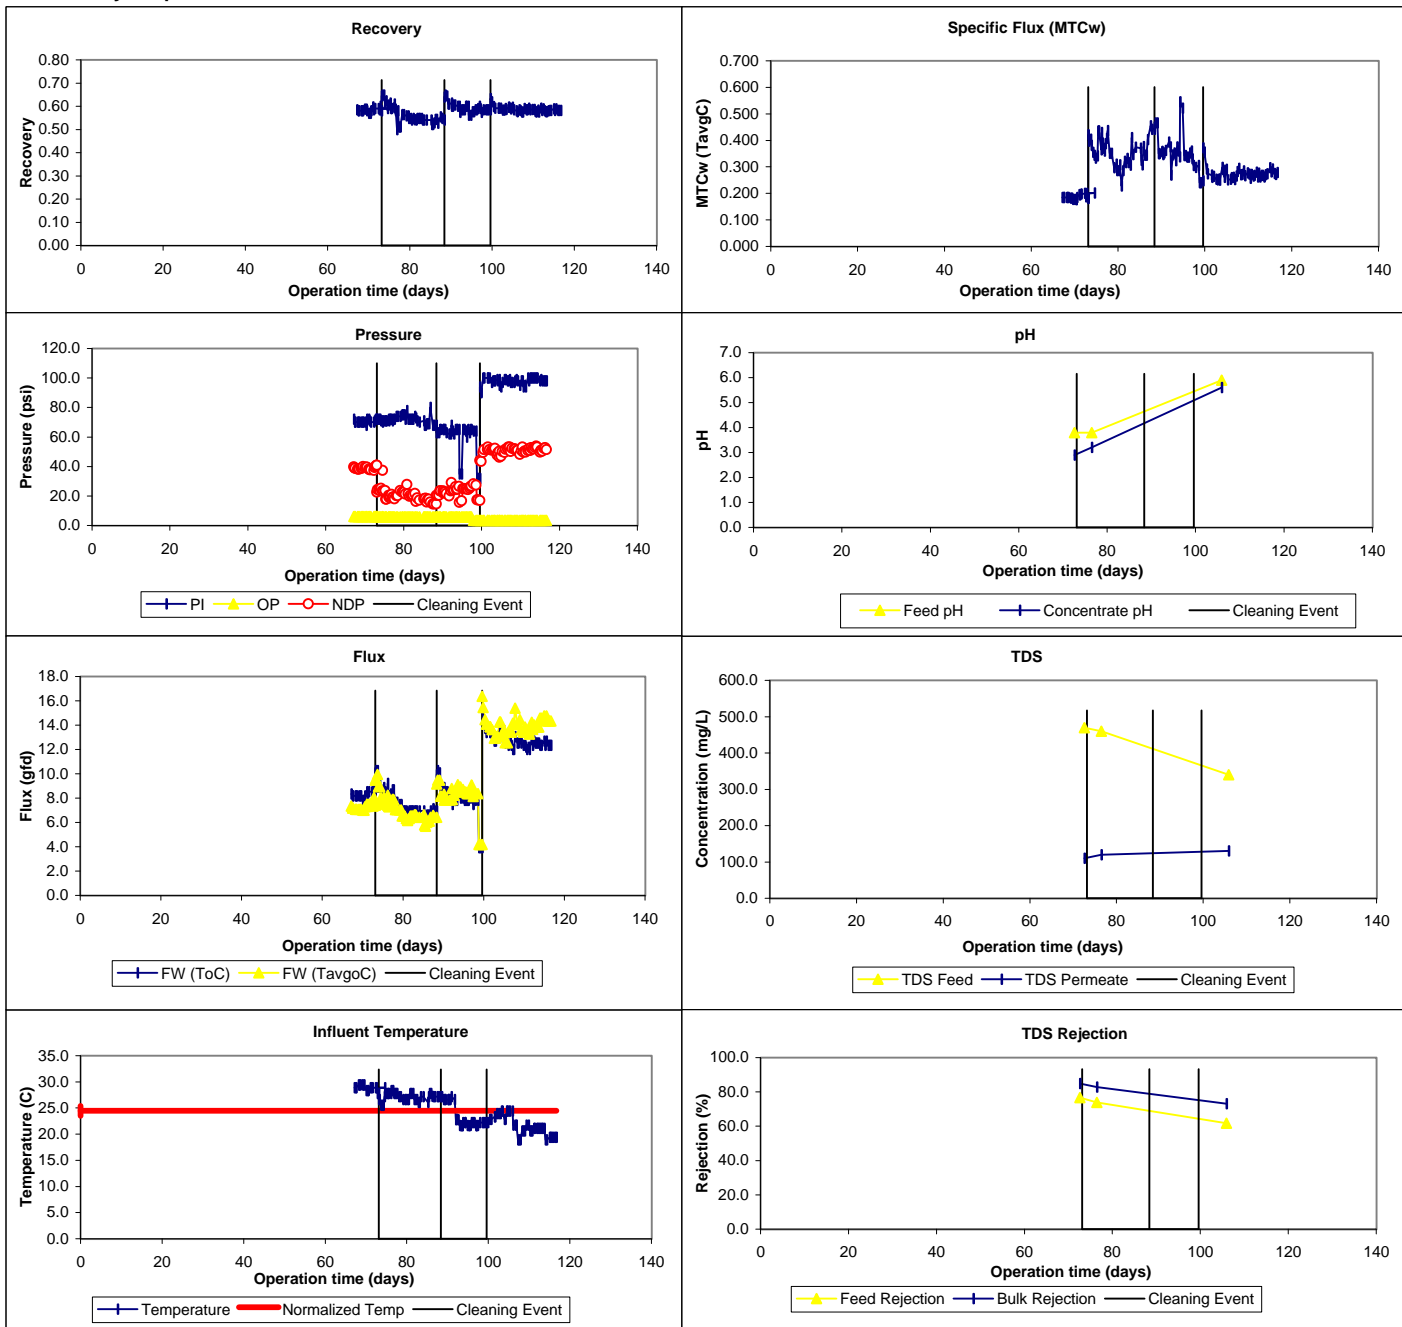 Recovery
0.80
0.70
0.60
0.50
0.40
0.30
0.20
0.10
0.00
Recovery
0 20 40 60 80 100 120 140
Operation time (days)
Specific Flux (MTCw)
0.700
0.600
0.500
0.400
0.300
0.200
0.100
0.000
MTCw (TavgC)
0 20 40 60 80 100 120 140
Operation time (days)
Pressure
120.0
100.0
80.0
60.0
40.0
20.0
0.0
Pressure (psi)
0 20 40 60 80 100 120 140
Operation time (days)
PI OP NDP Cleaning Event
pH
7.0
6.0
5.0
4.0
3.0
2.0
1.0
0.0
pH
0 20 40 60 80 100 120 140
Operation time (days)
Feed pH Concentrate pH Cleaning Event
Flux
18.0
16.0
14.0
12.0
10.0
8.0
6.0
4.0
2.0
0.0
Flux (gfd)
0 20 40 60 80 100 120 140
Operation time (days)
FW (ToC) FW (TavgoC) Cleaning Event
TDS
600.0
500.0
400.0
300.0
200.0
100.0
0.0
Concentration (mg/L)
0 20 40 60 80 100 120 140
Operation time (days)
TDS Feed TDS Permeate Cleaning Event
Influent Temperature
35.0
30.0
25.0
20.0
15.0
10.0
5.0
0.0
Temperature (C)
0 20 40 60 80 100 120 140
Operation time (days)
Temperature Normalized Temp Cleaning Event
TDS Rejection
100.0
80.0
60.0
40.0
20.0
0.0
Rejection (%)
0 20 40 60 80 100 120 140
Operation time (days)
Feed Rejection Bulk Rejection Cleaning Event